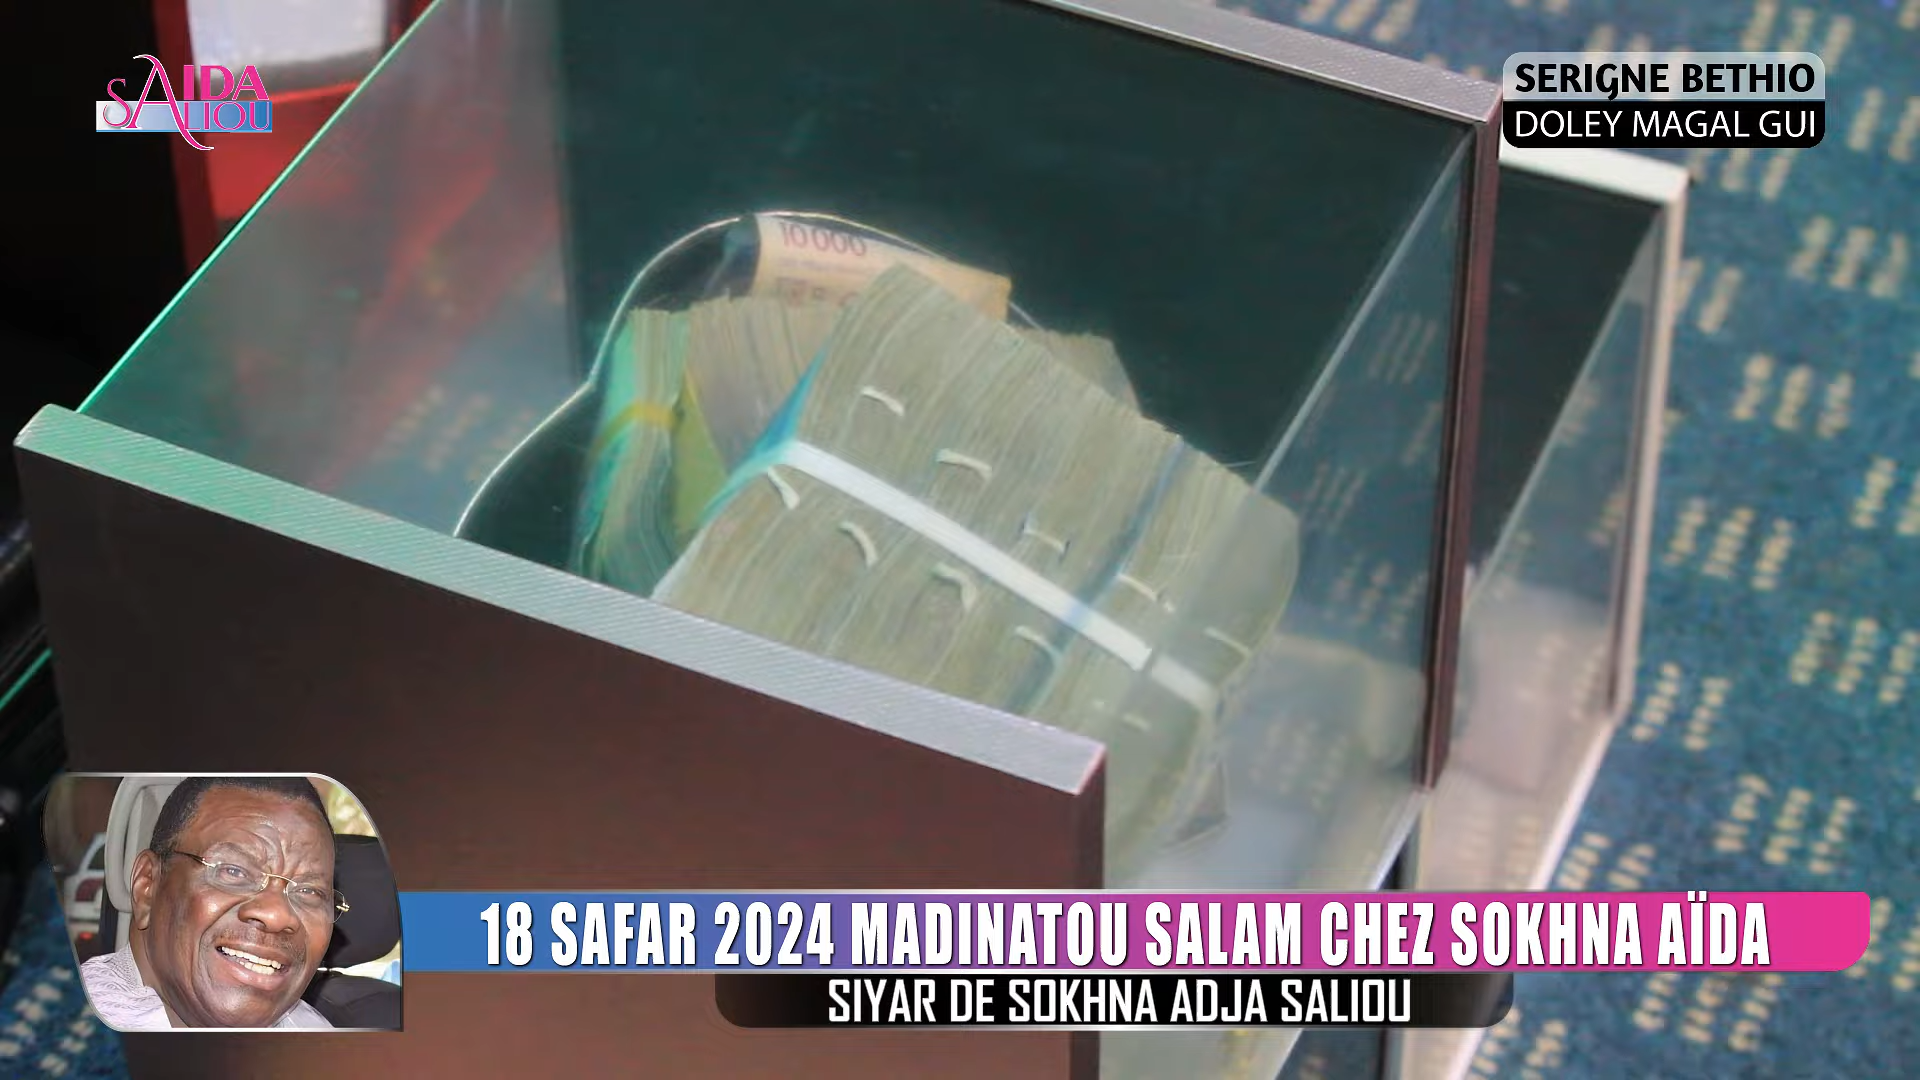 SAIDA
SALIOU
SERIGNE BETHIO
DOLEY MAGAL GUI
10 000
18 SAFAR 2024 MADINATOU SALAM CHEZ SOKHNA AÏDA
SIYAR DE SOKHNA ADJA SALIOU